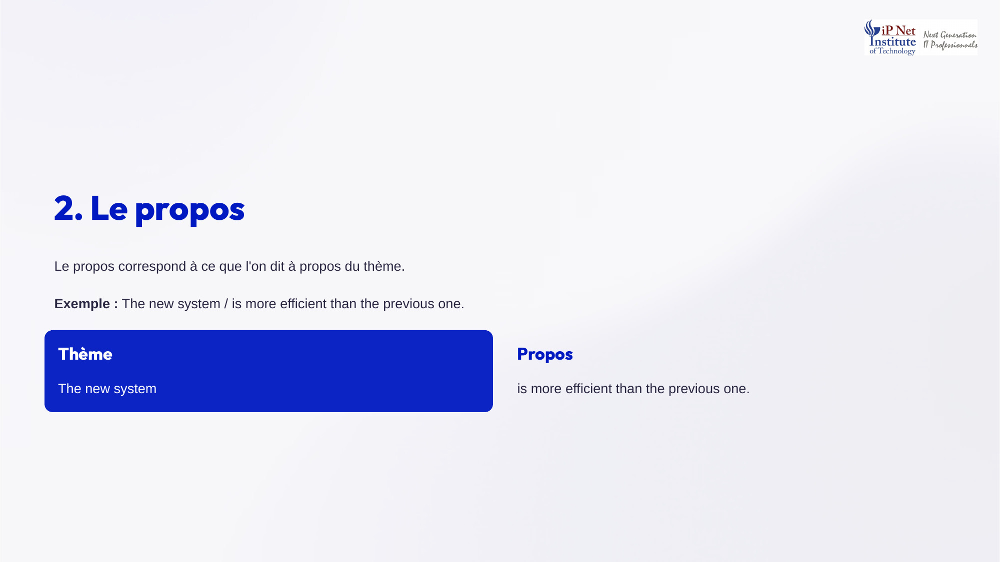 iP Net
Institute
of Technology
Next Generation
IT Professionnels
2. Le propos
Le propos correspond à ce que l'on dit à propos du thème.
Exemple : The new system / is more efficient than the previous one.
Thème
The new system
Propos
is more efficient than the previous one.